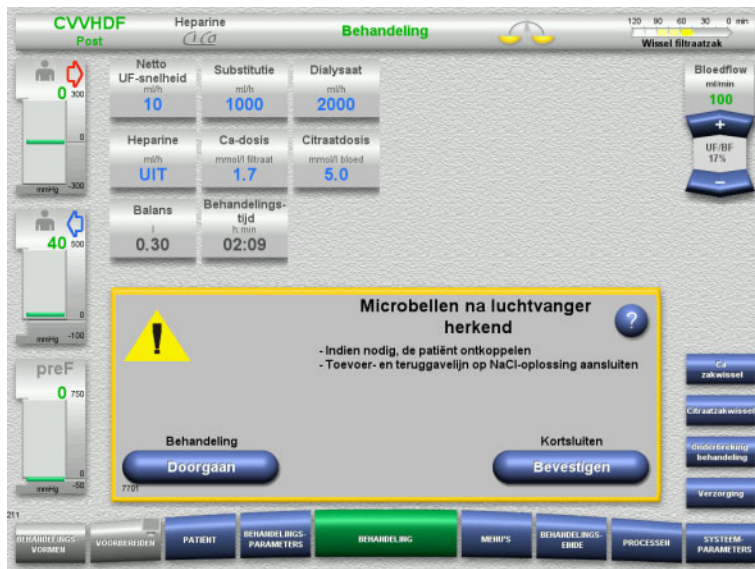 CVVHDF
Post
Heparine
Behandeling
120 90 60 30 0 min
Wissel filtraatzak
0
300
0
-300
mmHg
40
500
0
-100
mmHg
preF
0
750
0
-50
mmHg
Netto
UF-snelheid
ml/h
10
Substitutie
ml/h
1000
Dialysaat
ml/h
2000
Heparine
ml/h
UIT
Ca-dosis
mmol/l filtraat
1.7
Citraatdosis
mmol/l bloed
5.0
Balans
l
0.30
Behandelings-
tijd
h:min
02:09
Bloedflow
ml/min
100
+
UF/BF
17%
−
Microbellen na luchtvanger
herkend
?
- Indien nodig, de patiënt ontkoppelen
- Toevoer- en teruggavelijn op NaCl-oplossing aansluiten
Behandeling
Doorgaan
Kortsluiten
Bevestigen
7701
Ca
zakwissel
Citraatzakwissel
Onderbreking
behandeling
Verzorging
211
BEHANDELINGS-
VORMEN
VOORBEREIDEN
PATIËNT
BEHANDELINGS-
PARAMETERS
BEHANDELING
MENU'S
BEHANDELINGS-
EINDE
PROCESSEN
SYSTEEM-
PARAMETERS